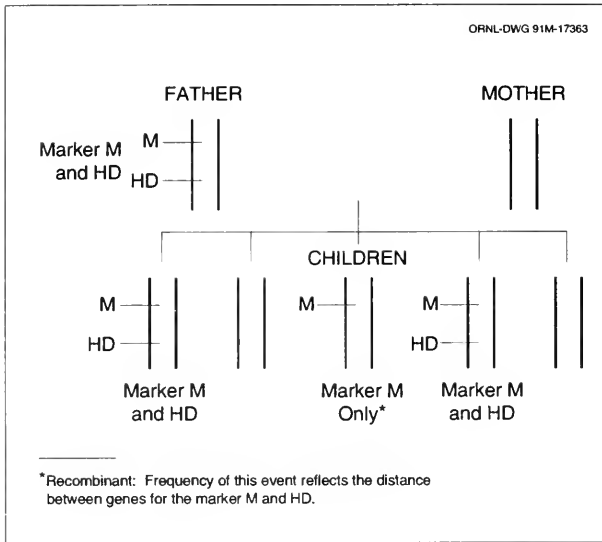 ORNL-DWG 91M-17363
FATHER
MOTHER
Marker M
and HD
M
HD
CHILDREN
M
HD
M
M
HD
Marker M
and HD
Marker M
Only*
Marker M
and HD
*Recombinant: Frequency of this event reflects the distance
between genes for the marker M and HD.